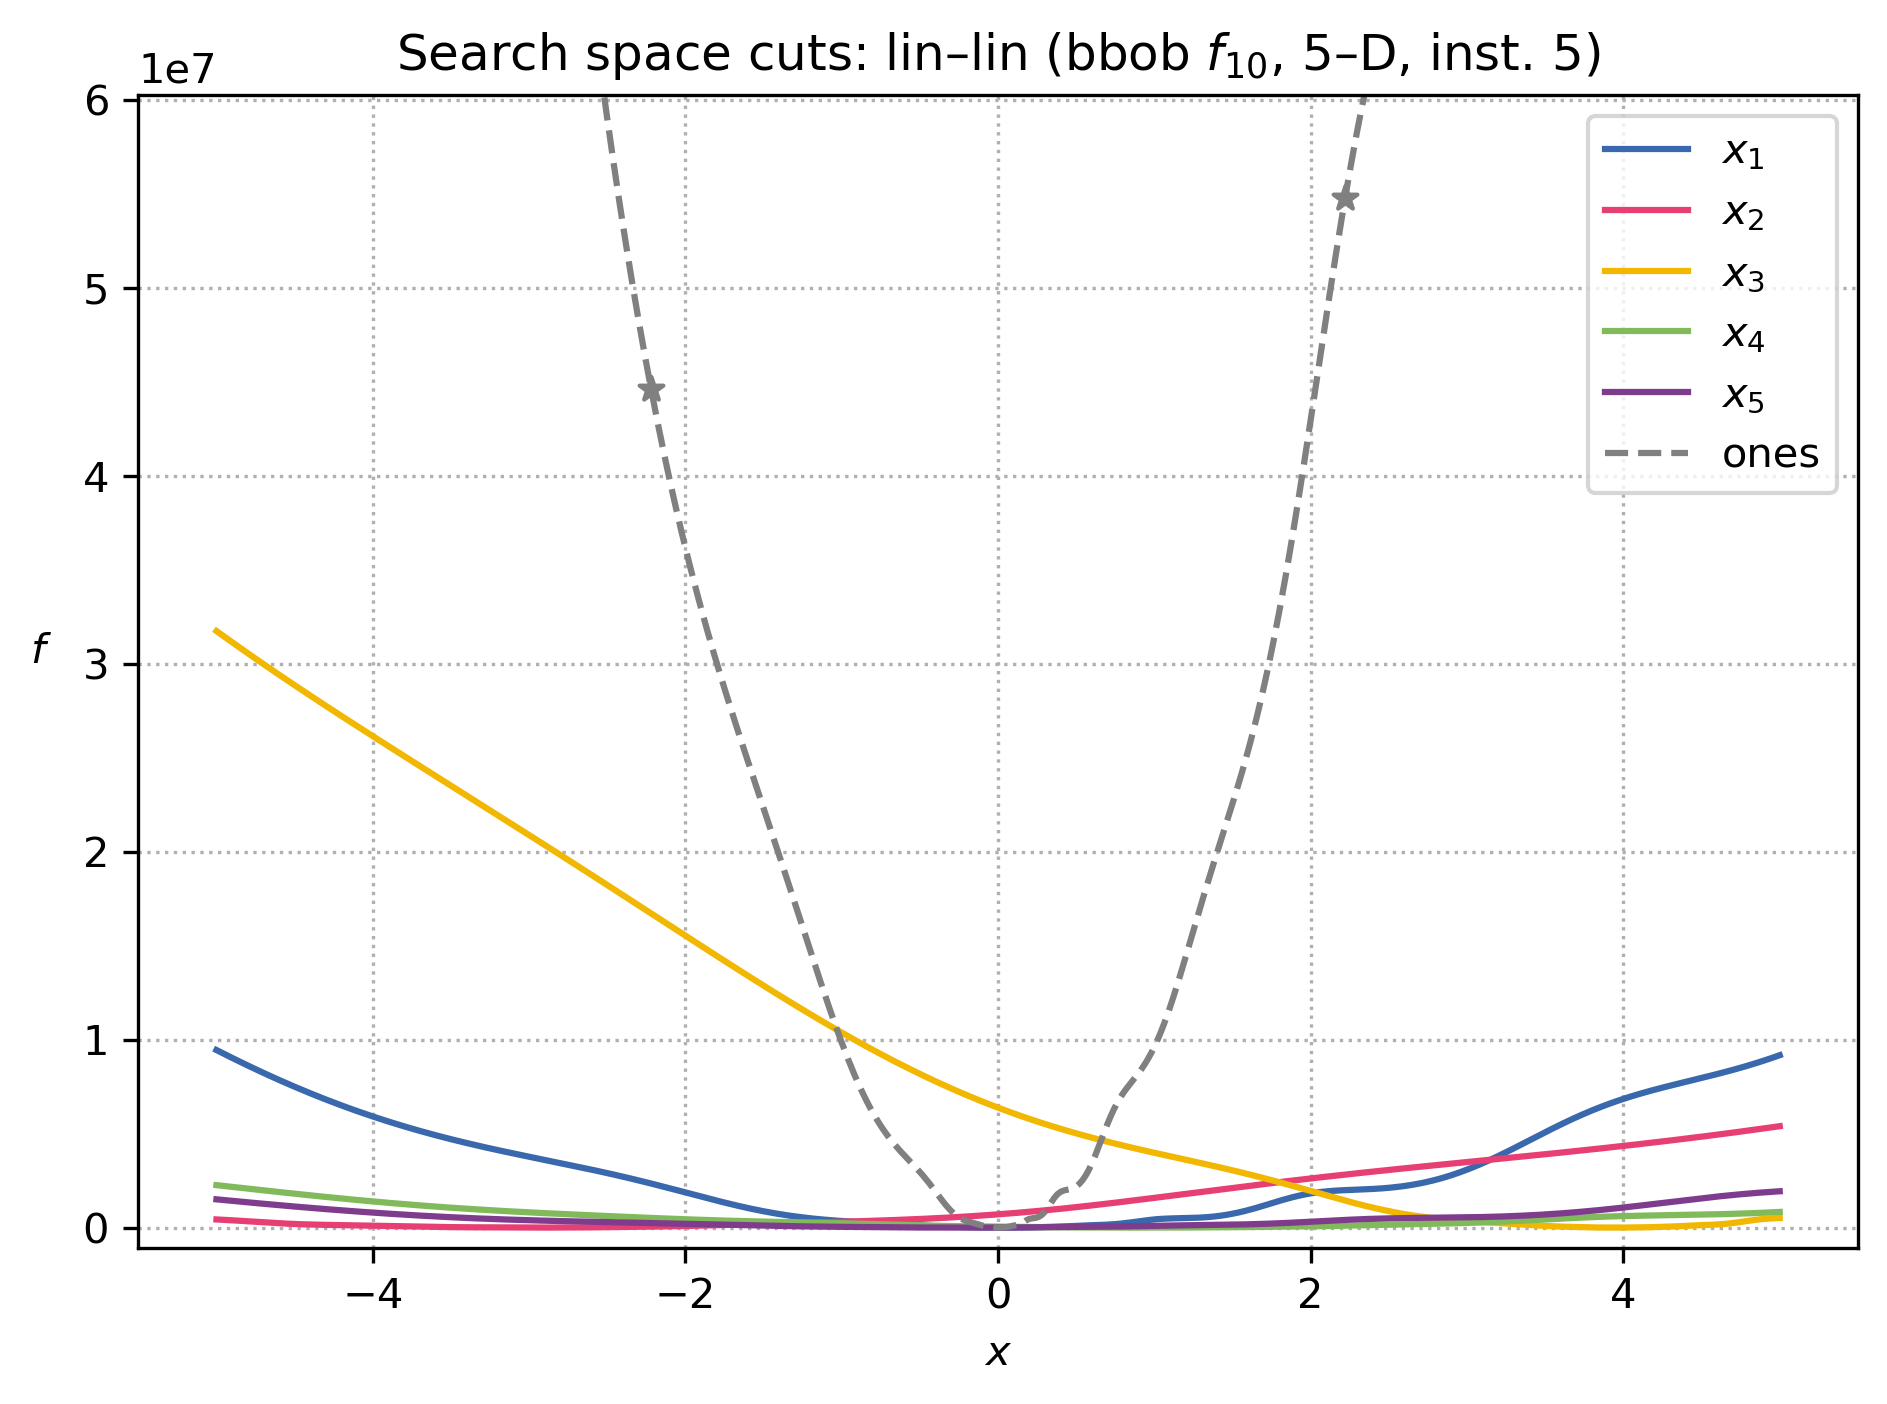 Search space cuts: lin–lin (bbob f10, 5–D, inst. 5)
1e7
6
5
4
3
2
1
0
f
−4
−2
0
2
4
x
x1
x2
x3
x4
x5
ones